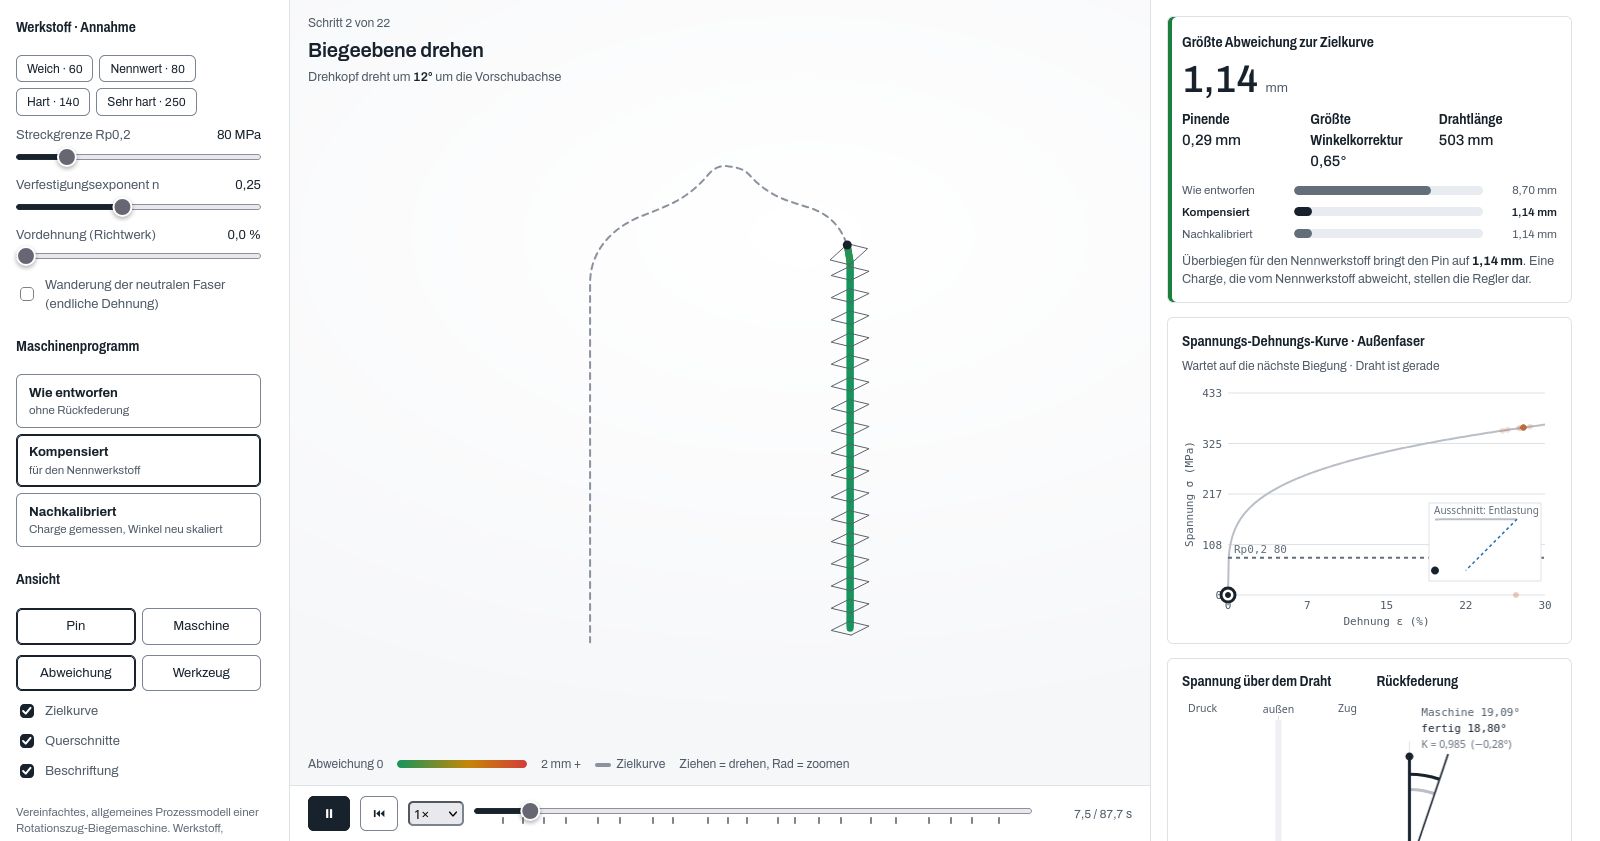 Werkstoff · Annahme
Weich · 60
Nennwert · 80
Hart · 140
Sehr hart · 250
Streckgrenze Rp0,2 80 MPa
Verfestigungsexponent n 0,25
Vordehnung (Richtwert) 0,0 %
Wanderung der neutralen Faser
(endliche Dehnung)
Maschinenprogramm
Wie entworfen
ohne Rückfederung
Kompensiert
für den Nennwerkstoff
Nachkalibriert
Charge gemessen, Winkel neu skaliert
Ansicht
Pin
Maschine
Abweichung
Werkzeug
Zielkurve
Querschnitte
Beschriftung
Vereinfachtes, allgemeines Prozessmodell einer
Rotationszug-Biegemaschine. Werkstoff,
Schritt 2 von 22
Biegeebene drehen
Drehkopf dreht um 12° um die Vorschubachse
Abweichung 0
2 mm +
Zielkurve
Ziehen = drehen, Rad = zoomen
1×
7,5 / 87,7 s
Größte Abweichung zur Zielkurve
1,14 mm
Pinende
0,29 mm
Größte
Winkelkorrektur
0,65°
Drahtlänge
503 mm
Wie entworfen 8,70 mm
Kompensiert 1,14 mm
Nachkalibriert 1,14 mm
Überbiegen für den Nennwerkstoff bringt den Pin auf 1,14 mm. Eine
Charge, die vom Nennwerkstoff abweicht, stellen die Regler dar.
Spannungs-Dehnungs-Kurve · Außenfaser
Wartet auf die nächste Biegung · Draht ist gerade
433
325
217
108
0
Spannung σ (MPa)
Rp0,2 80
Ausschnitt: Entlastung
0 7 15 22 30
Dehnung ε (%)
Spannung über dem Draht
Druck
außen
Zug
Rückfederung
Maschine 19,09°
fertig 18,80°
K = 0,985 (−0,28°)